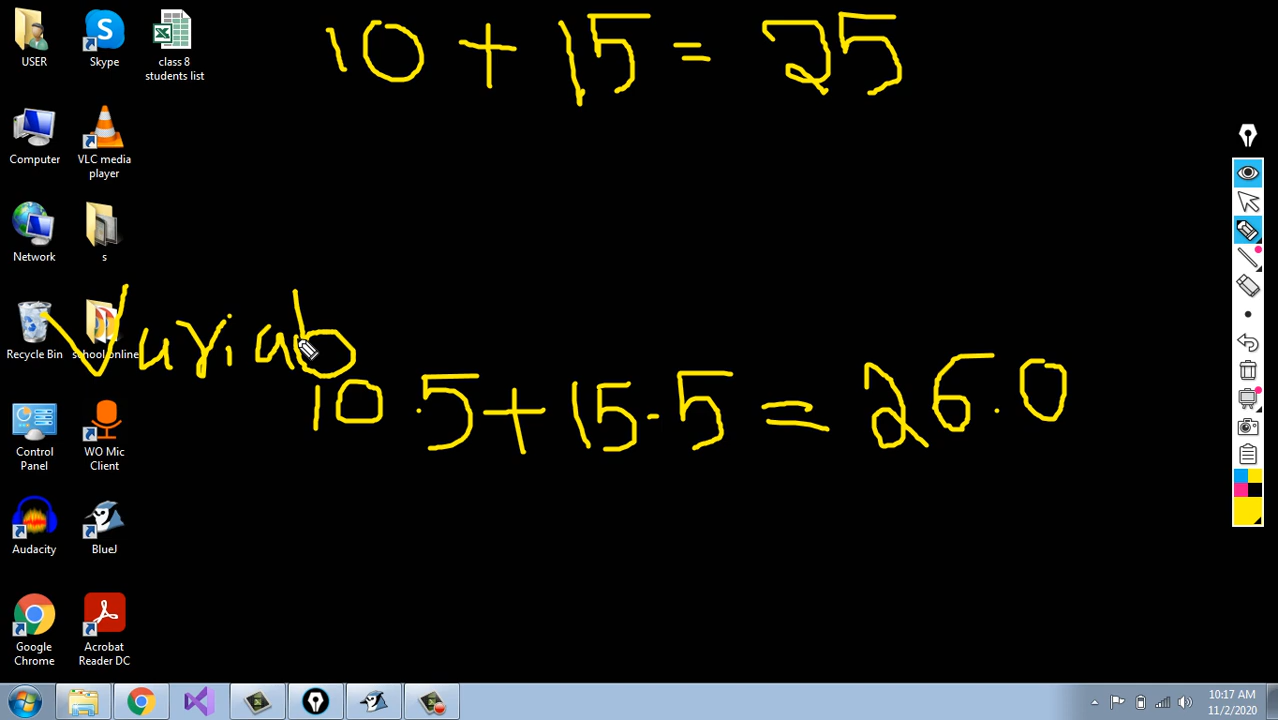 10 + 15 = 25
USER
Skype
class 8
students list
Computer
VLC media
player
Network
s
Variab
Recycle Bin
school online
10.5 + 15.5 = 26.0
Control
Panel
WO Mic
Client
Audacity
BlueJ
Google
Chrome
Acrobat
Reader DC
10:17 AM
11/2/2020